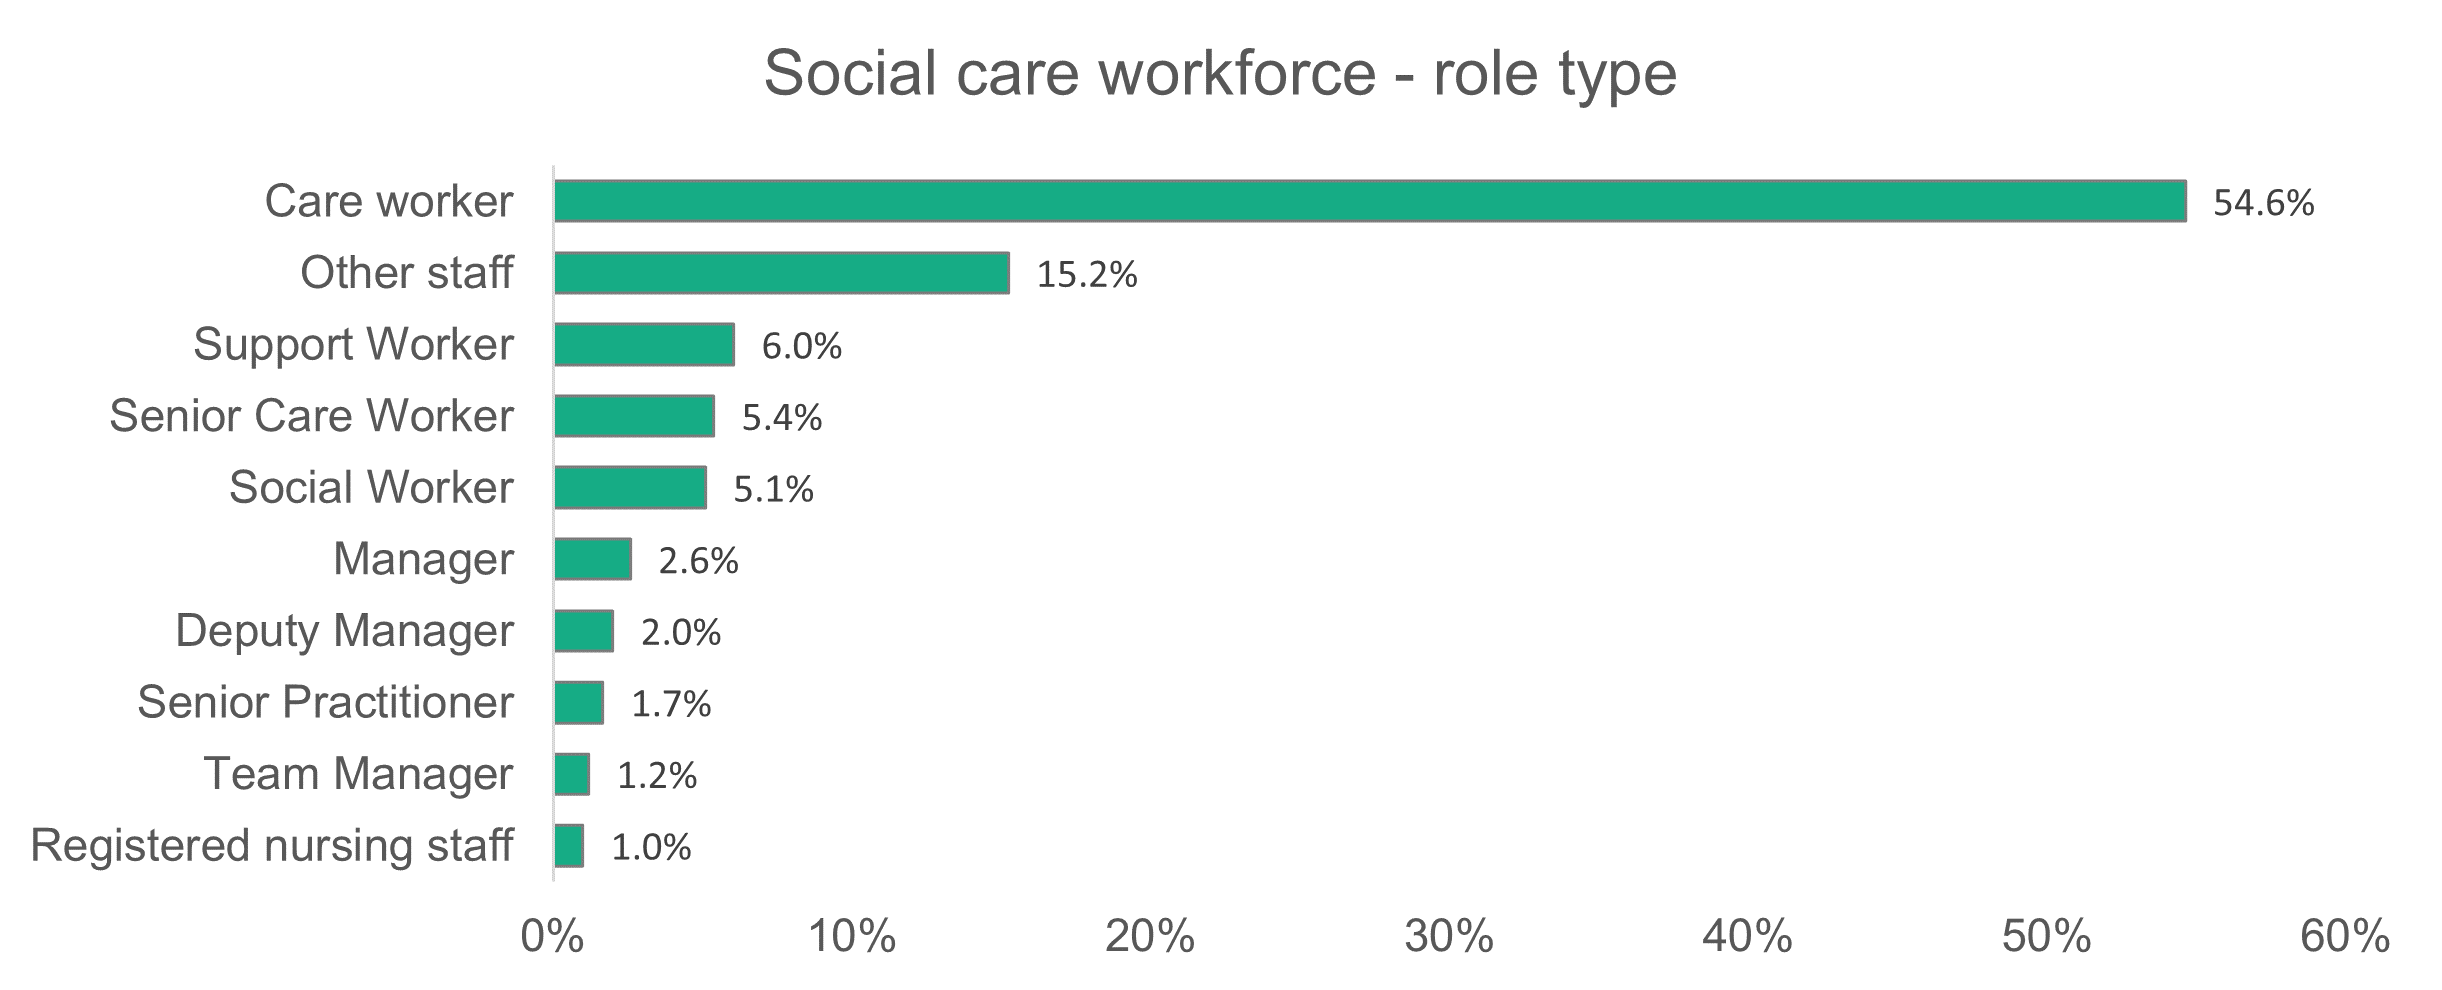 Social care workforce - role type
Care worker 54.6%
Other staff 15.2%
Support Worker 6.0%
Senior Care Worker 5.4%
Social Worker 5.1%
Manager 2.6%
Deputy Manager 2.0%
Senior Practitioner 1.7%
Team Manager 1.2%
Registered nursing staff 1.0%
0% 10% 20% 30% 40% 50% 60%